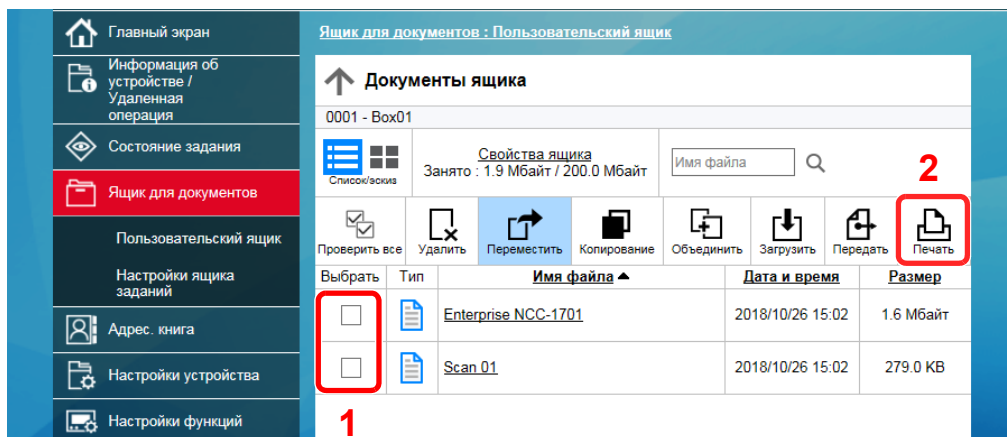 Главный экран
Информация об
устройстве /
Удаленная
операция
Состояние задания
Ящик для документов
Пользовательский ящик
Настройки ящика
заданий
Адрес. книга
Настройки устройства
Настройки функций
Ящик для документов : Пользовательский ящик
Документы ящика
0001 - Box01
Список/эскиз
Свойства ящика
Занято : 1.9 Мбайт / 200.0 Мбайт
Имя файла
2
Проверить все Удалить Переместить Копирование Объединить Загрузить Передать Печать
Выбрать Тип Имя файла Дата и время Размер
Enterprise NCC-1701 2018/10/26 15:02 1.6 Мбайт
Scan 01 2018/10/26 15:02 279.0 KB
1